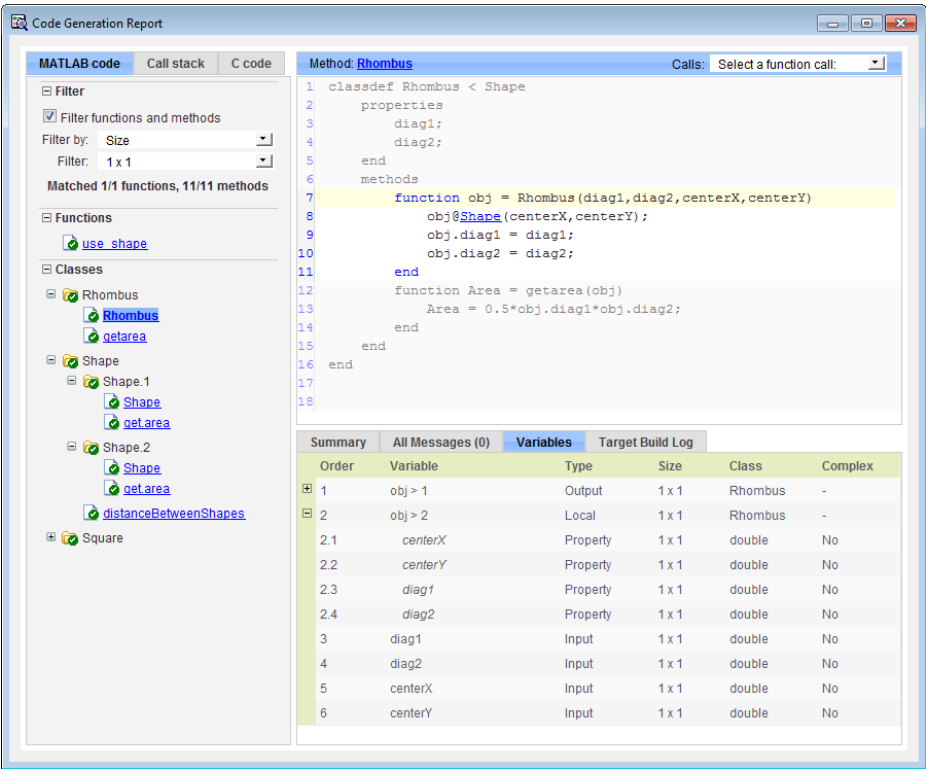 Code Generation Report
MATLAB code Call stack C code
Filter
Filter functions and methods
Filter by: Size
Filter: 1 x 1
Matched 1/1 functions, 11/11 methods
Functions
use_shape
Classes
Rhombus
Rhombus
getarea
Shape
Shape.1
Shape
get.area
Shape.2
Shape
get.area
distanceBetweenShapes
Square
Method: Rhombus Calls: Select a function call:
1 classdef Rhombus < Shape
2 properties
3 diag1;
4 diag2;
5 end
6 methods
7 function obj = Rhombus(diag1,diag2,centerX,centerY)
8 obj@Shape(centerX,centerY);
9 obj.diag1 = diag1;
10 obj.diag2 = diag2;
11 end
12 function Area = getarea(obj)
13 Area = 0.5*obj.diag1*obj.diag2;
14 end
15 end
16 end
17
18
Summary All Messages (0) Variables Target Build Log
Order Variable Type Size Class Complex
1 obj > 1 Output 1 x 1 Rhombus -
2 obj > 2 Local 1 x 1 Rhombus -
2.1 centerX Property 1 x 1 double No
2.2 centerY Property 1 x 1 double No
2.3 diag1 Property 1 x 1 double No
2.4 diag2 Property 1 x 1 double No
3 diag1 Input 1 x 1 double No
4 diag2 Input 1 x 1 double No
5 centerX Input 1 x 1 double No
6 centerY Input 1 x 1 double No